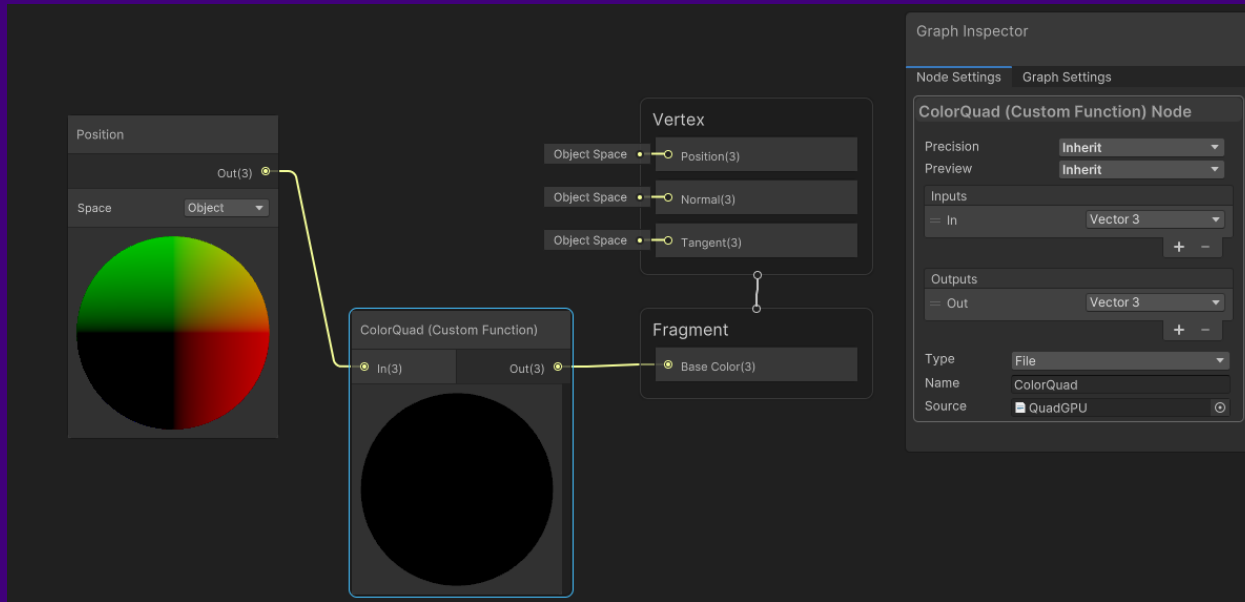 Position
Out(3)
Space
Object
ColorQuad (Custom Function)
In(3)
Out(3)
Vertex
Object Space
Position(3)
Object Space
Normal(3)
Object Space
Tangent(3)
Fragment
Base Color(3)
Graph Inspector
Node Settings
Graph Settings
ColorQuad (Custom Function) Node
Precision
Inherit
Preview
Inherit
Inputs
In
Vector 3
+ −
Outputs
Out
Vector 3
+ −
Type
File
Name
ColorQuad
Source
QuadGPU